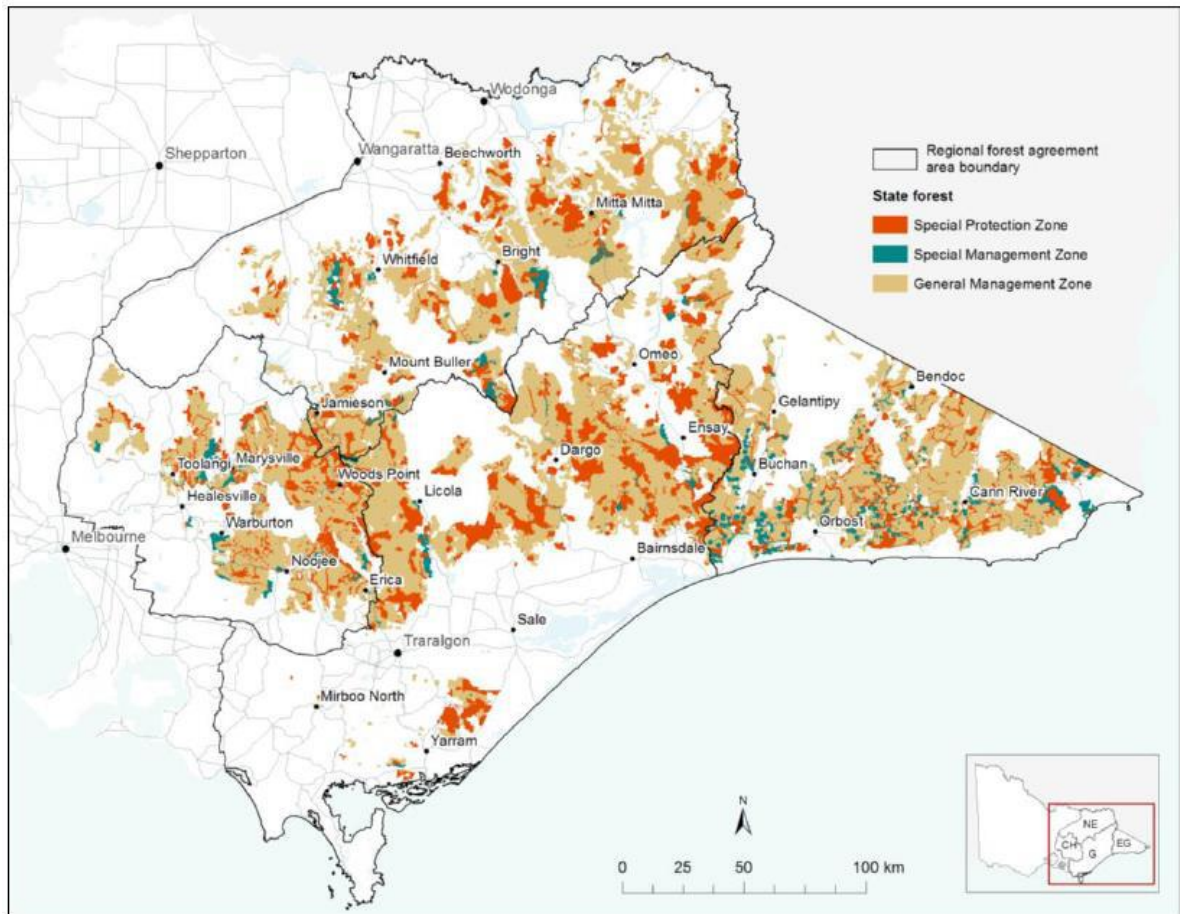 Wodonga
Shepparton
Wangaratta
Beechworth
Mitta Mitta
Bright
Whitfield
Mount Buller
Omeo
Bendoc
Jamieson
Gelantipy
Ensay
Marysville
Toolangi
Dargo
Buchan
Woods Point
Licola
Healesville
Cann River
Warburton
Orbost
Melbourne
Bairnsdale
Noojee
Erica
Sale
Traralgon
Mirboo North
Yarram
Regional forest agreement
area boundary
State forest
Special Protection Zone
Special Management Zone
General Management Zone
N
0 25 50 100 km
NE
CH
G
EG